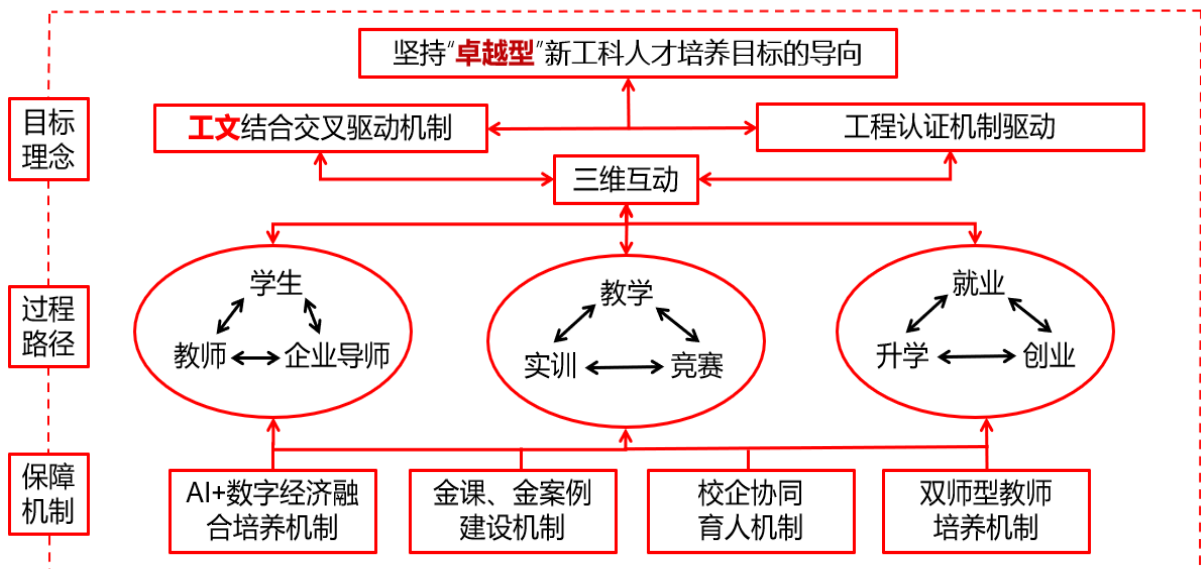 坚持“卓越型”新工科人才培养目标的导向
目标
理念
工文结合交叉驱动机制
工程认证机制驱动
三维互动
过程
路径
学生
教师
企业导师
教学
实训
竞赛
就业
升学
创业
保障
机制
AI+数字经济融
合培养机制
金课、金案例
建设机制
校企协同
育人机制
双师型教师
培养机制